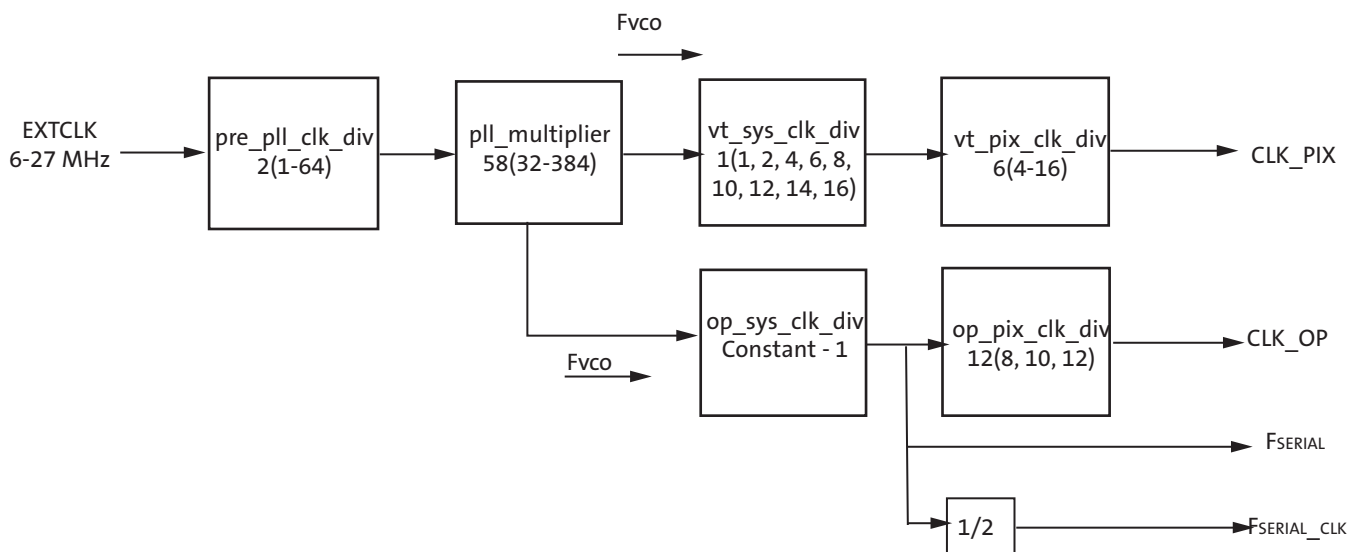 Fvco
EXTCLK
6-27 MHz
pre_pll_clk_div
2(1-64)
pll_multiplier
58(32-384)
vt_sys_clk_div
1(1, 2, 4, 6, 8,
10, 12, 14, 16)
vt_pix_clk_div
6(4-16)
CLK_PIX
Fvco
op_sys_clk_div
Constant - 1
op_pix_clk_div
12(8, 10, 12)
CLK_OP
FSERIAL
1/2
FSERIAL_CLK